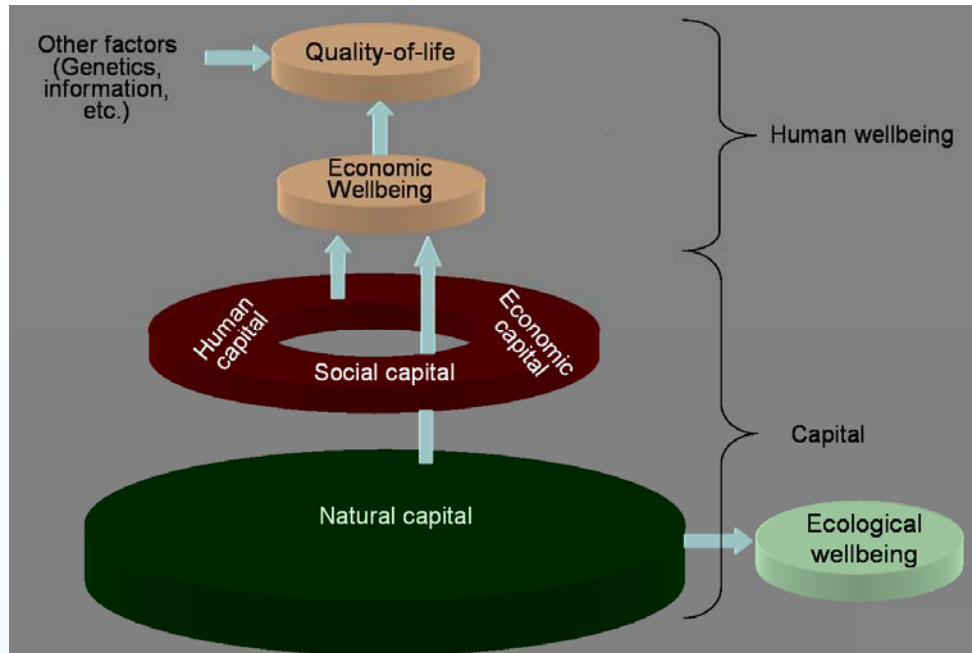 Other factors
(Genetics,
information,
etc.)
Quality-of-life
Human wellbeing
Economic
Wellbeing
Human
capital
Social capital
Economic
capital
Capital
Natural capital
Ecological
wellbeing